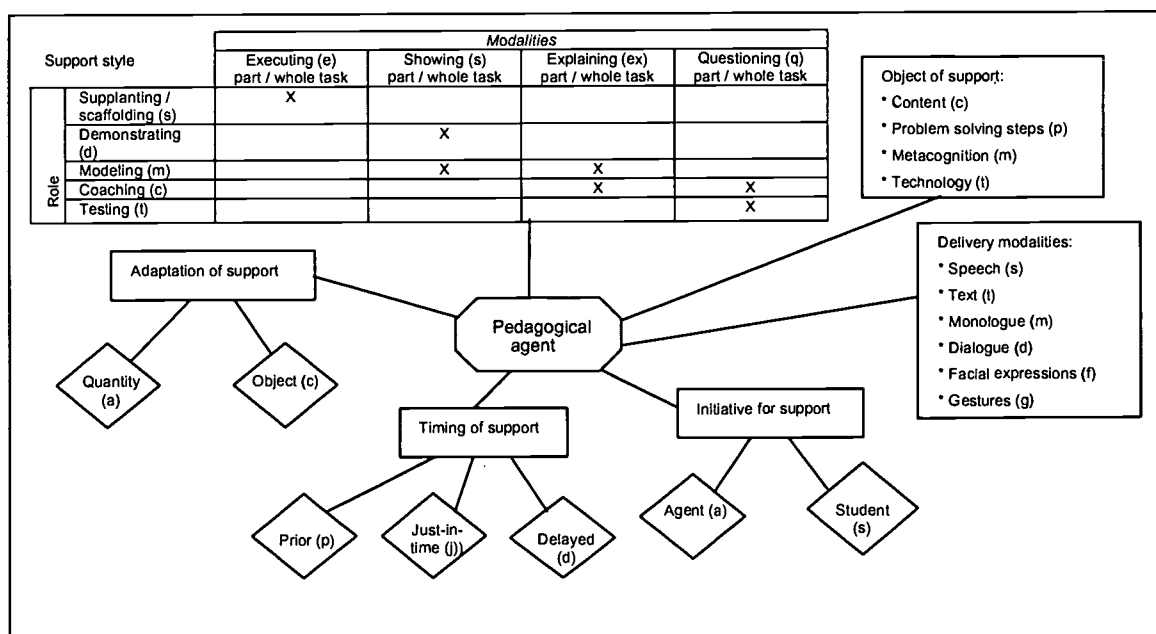 Modalities
Support style
Executing (e)
part / whole task
Showing (s)
part / whole task
Explaining (ex)
part / whole task
Questioning (q)
part / whole task
Role
Supplanting /
scaffolding (s)
X
Demonstrating
(d)
X
Modeling (m)
X
X
Coaching (c)
X
X
Testing (t)
X
Object of support:
* Content (c)
* Problem solving steps (p)
* Metacognition (m)
* Technology (t)
Delivery modalities:
* Speech (s)
* Text (t)
* Monologue (m)
* Dialogue (d)
* Facial expressions (f)
* Gestures (g)
Adaptation of support
Pedagogical
agent
Quantity
(a)
Object (c)
Timing of support
Initiative for support
Prior (p)
Just-in-
time (j))
Delayed
(d)
Agent (a)
Student
(s)